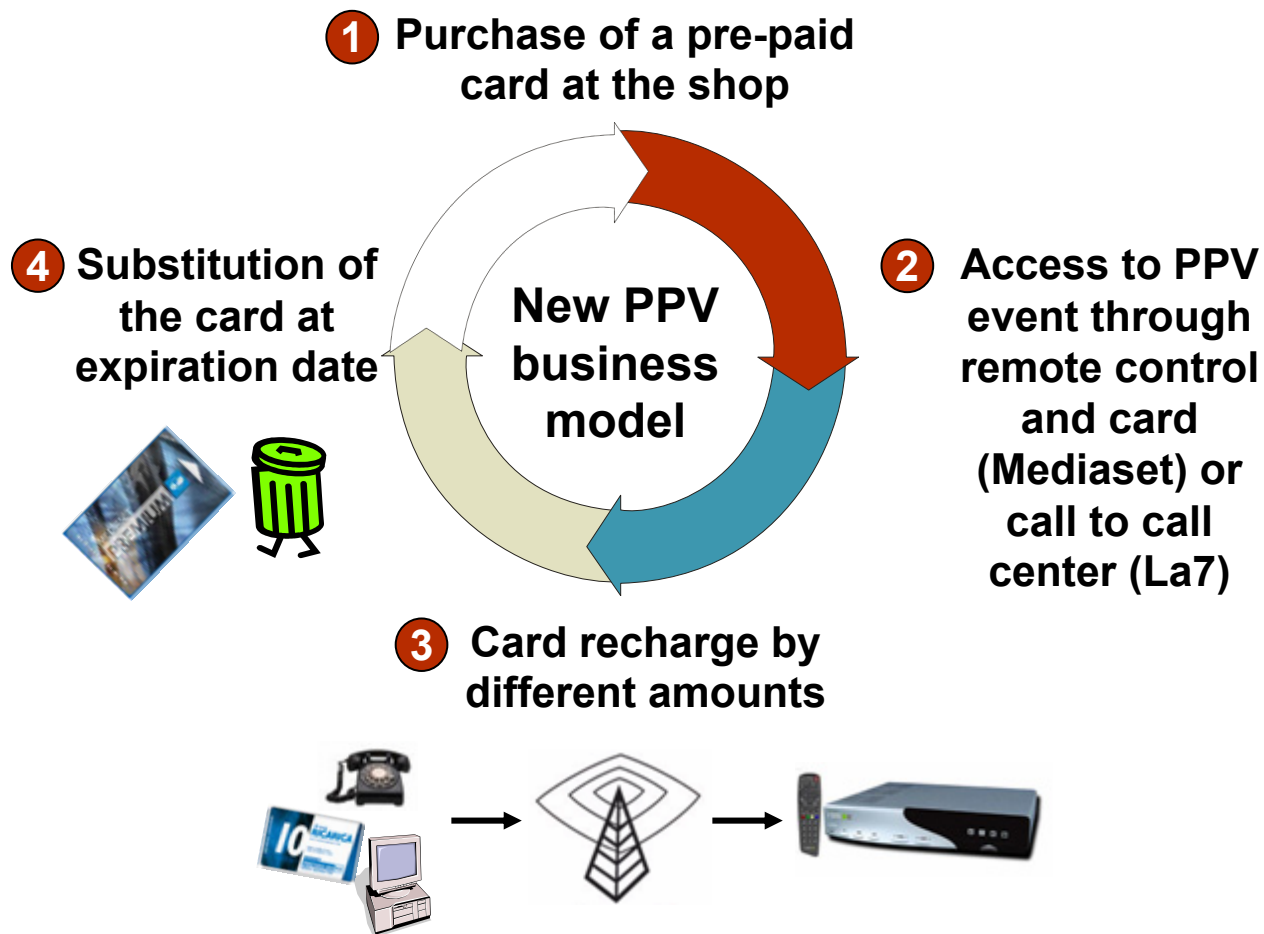 1 Purchase of a pre-paid
card at the shop
4 Substitution of
the card at
expiration date
New PPV
business
model
2 Access to PPV
event through
remote control
and card
(Mediaset) or
call to call
center (La7)
PREMIUM
3 Card recharge by
different amounts
10 RICARICA